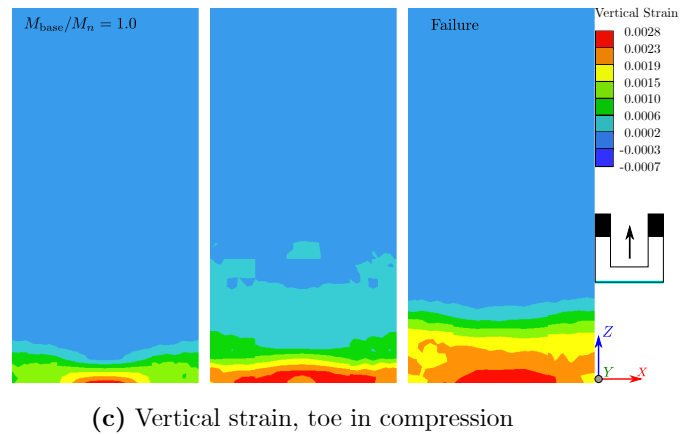 M_base/M_n = 1.0
Failure
Vertical Strain
0.0028
0.0023
0.0019
0.0015
0.0010
0.0006
0.0002
-0.0003
-0.0007
Z
Y
X
(c) Vertical strain, toe in compression